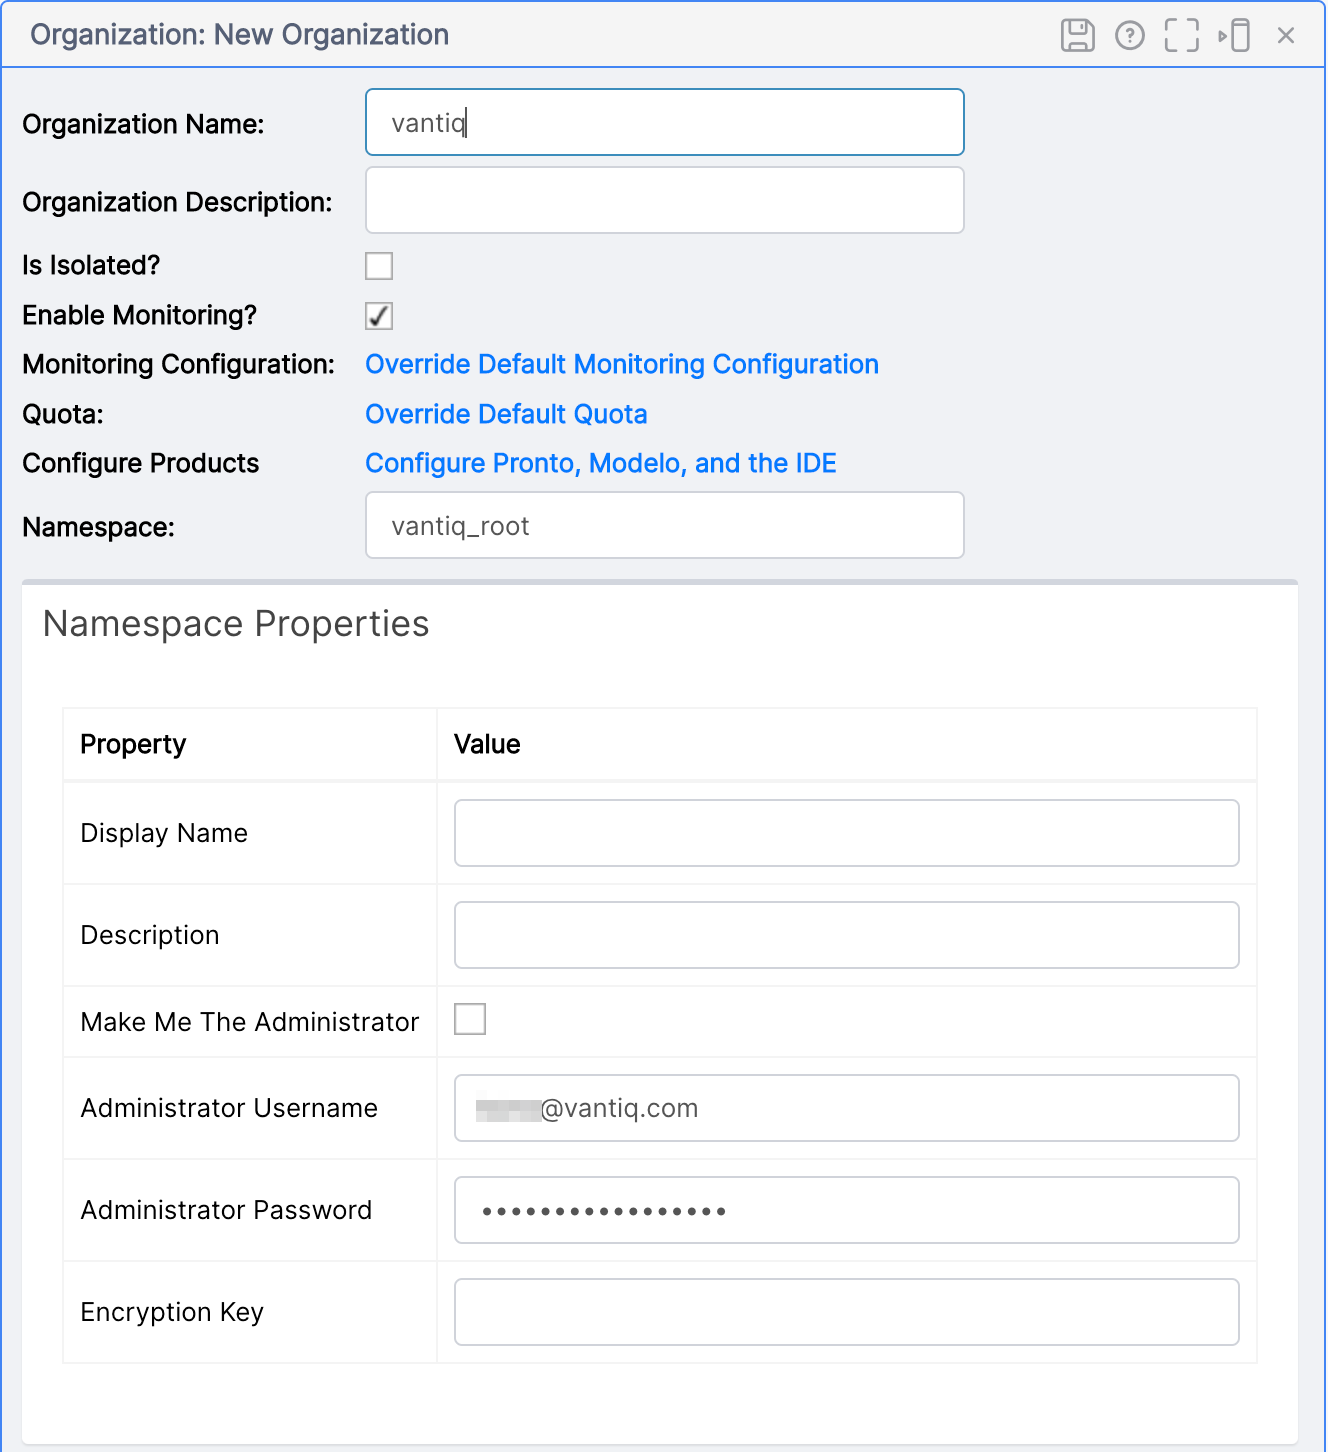 Organization: New Organization
Organization Name: vantiq
Organization Description:
Is Isolated?
Enable Monitoring?
Monitoring Configuration: Override Default Monitoring Configuration
Quota: Override Default Quota
Configure Products Configure Pronto, Modelo, and the IDE
Namespace: vantiq_root
Namespace Properties
Property Value
Display Name
Description
Make Me The Administrator
Administrator Username @vantiq.com
Administrator Password ●●●●●●●●●●●●●●●●●
Encryption Key